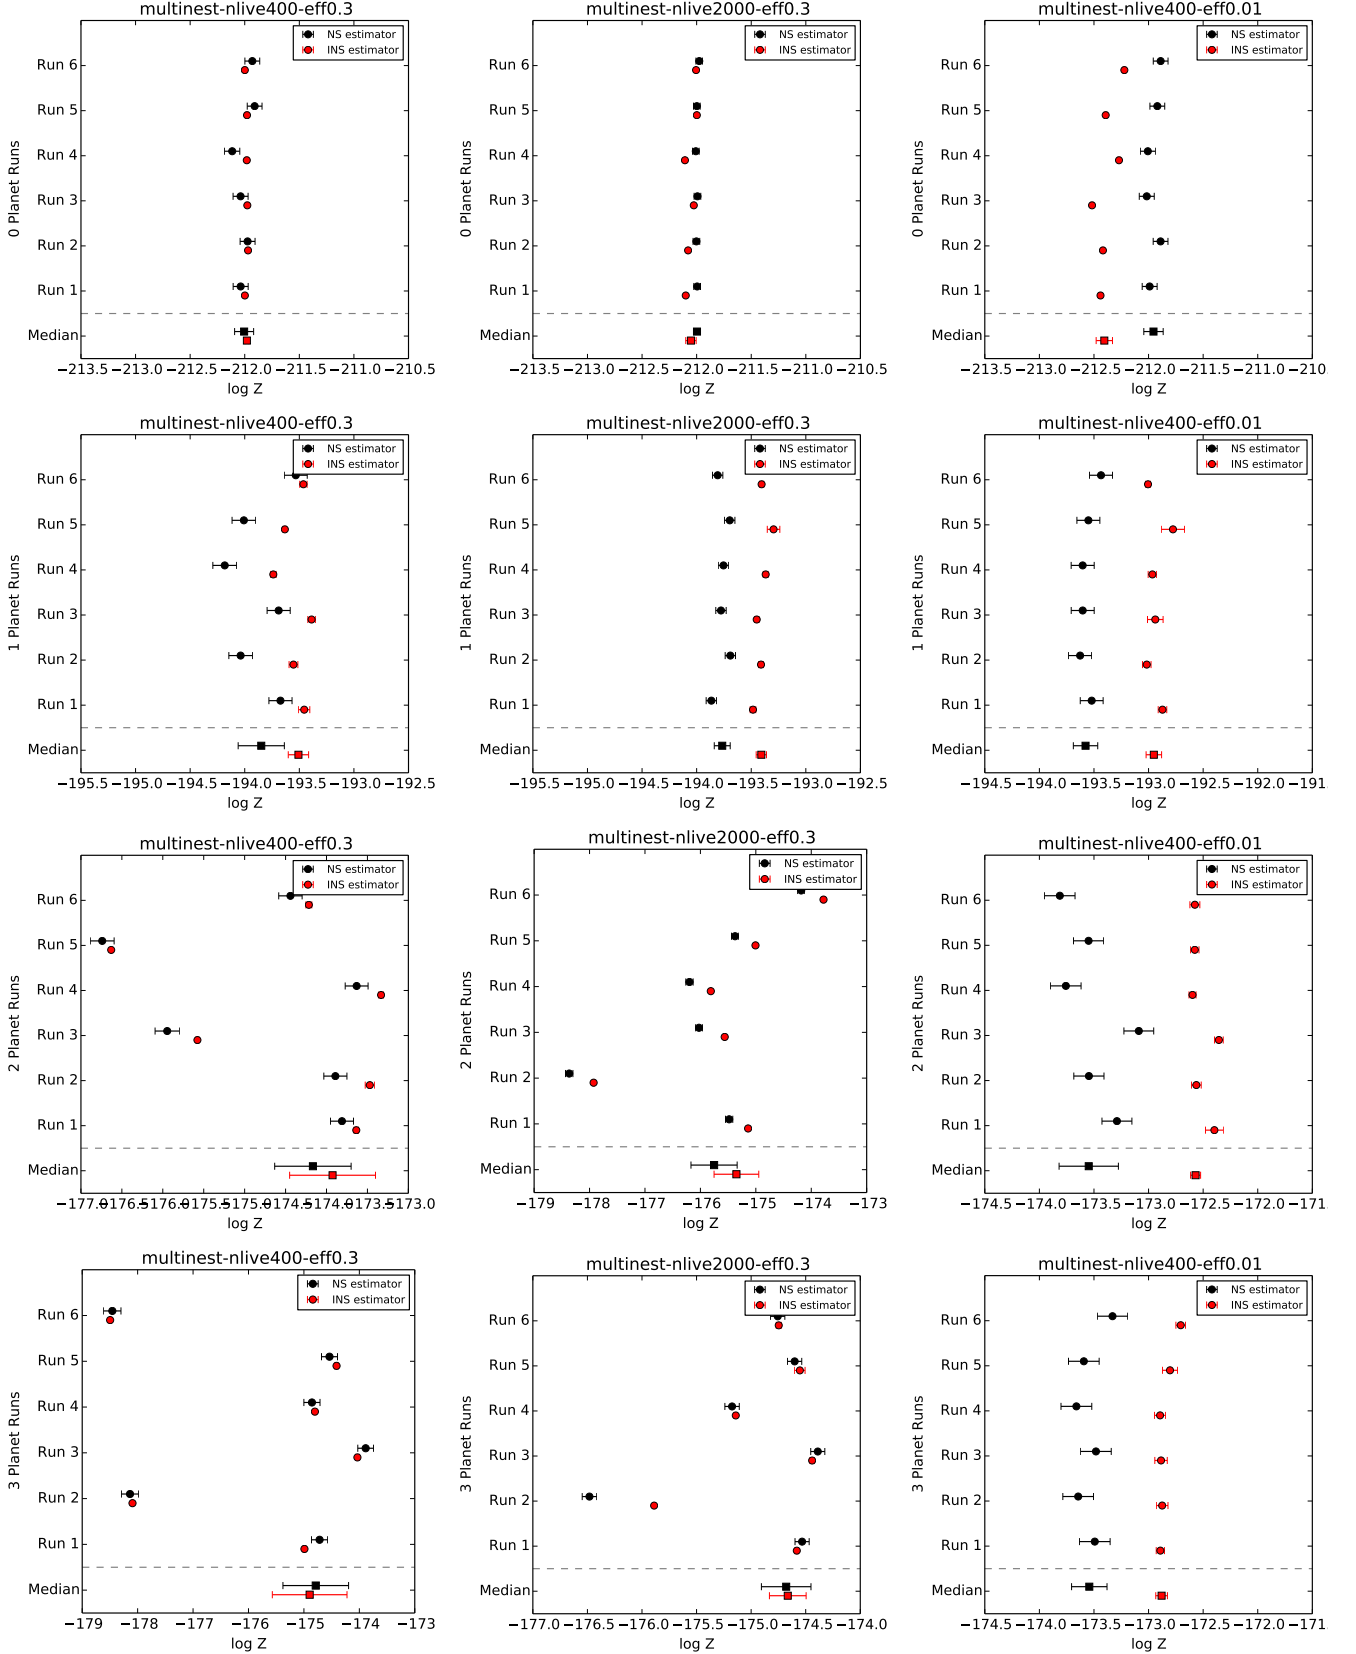 multinest-nlive400-eff0.3
NS estimator
INS estimator
Run 6
Run 5
Run 4
Run 3
Run 2
Run 1
Median
0 Planet Runs
−213.5 −213.0 −212.5 −212.0 −211.5 −211.0 −210.5
log Z
multinest-nlive2000-eff0.3
NS estimator
INS estimator
Run 6
Run 5
Run 4
Run 3
Run 2
Run 1
Median
0 Planet Runs
−213.5 −213.0 −212.5 −212.0 −211.5 −211.0 −210.5
log Z
multinest-nlive400-eff0.01
NS estimator
INS estimator
Run 6
Run 5
Run 4
Run 3
Run 2
Run 1
Median
0 Planet Runs
−213.5 −213.0 −212.5 −212.0 −211.5 −211.0 −210.
log Z
multinest-nlive400-eff0.3
NS estimator
INS estimator
Run 6
Run 5
Run 4
Run 3
Run 2
Run 1
Median
1 Planet Runs
−195.5 −195.0 −194.5 −194.0 −193.5 −193.0 −192.5
log Z
multinest-nlive2000-eff0.3
NS estimator
INS estimator
Run 6
Run 5
Run 4
Run 3
Run 2
Run 1
Median
1 Planet Runs
−195.5 −195.0 −194.5 −194.0 −193.5 −193.0 −192.5
log Z
multinest-nlive400-eff0.01
NS estimator
INS estimator
Run 6
Run 5
Run 4
Run 3
Run 2
Run 1
Median
1 Planet Runs
−194.5 −194.0 −193.5 −193.0 −192.5 −192.0 −191.
log Z
multinest-nlive400-eff0.3
NS estimator
INS estimator
Run 6
Run 5
Run 4
Run 3
Run 2
Run 1
Median
2 Planet Runs
−177.0 −176.5 −175.5 −175.0 −174.5 −174.0 −173.5 −173.0
log Z
multinest-nlive2000-eff0.3
NS estimator
INS estimator
Run 6
Run 5
Run 4
Run 3
Run 2
Run 1
Median
2 Planet Runs
−179 −178 −177 −176 −175 −174 −173
log Z
multinest-nlive400-eff0.01
NS estimator
INS estimator
Run 6
Run 5
Run 4
Run 3
Run 2
Run 1
Median
2 Planet Runs
−174.5 −174.0 −173.5 −173.0 −172.5 −172.0 −171.
log Z
multinest-nlive400-eff0.3
NS estimator
INS estimator
Run 6
Run 5
Run 4
Run 3
Run 2
Run 1
Median
3 Planet Runs
−179 −178 −177 −176 −175 −174 −173
log Z
multinest-nlive2000-eff0.3
NS estimator
INS estimator
Run 6
Run 5
Run 4
Run 3
Run 2
Run 1
Median
3 Planet Runs
−177.0 −176.5 −176.0 −175.5 −175.0 −174.5 −174.0
log Z
multinest-nlive400-eff0.01
NS estimator
INS estimator
Run 6
Run 5
Run 4
Run 3
Run 2
Run 1
Median
3 Planet Runs
−174.5 −174.0 −173.5 −173.0 −172.5 −172.0 −171.
log Z